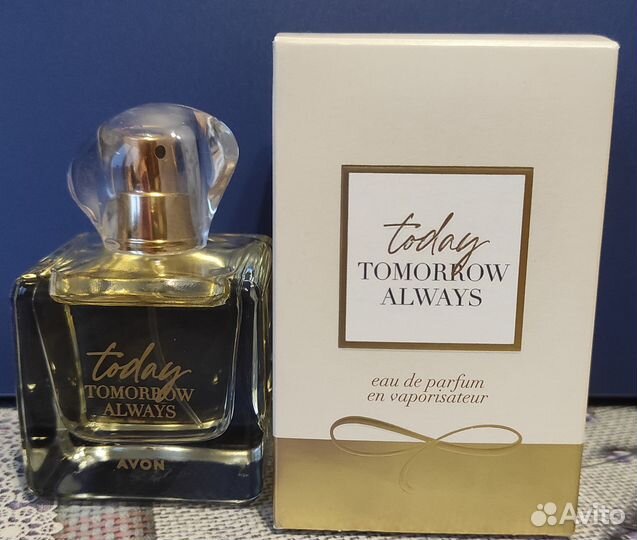 today
TOMORROW
ALWAYS
AVON
today
TOMORROW
ALWAYS
eau de parfum
en vaporisateur
Avito